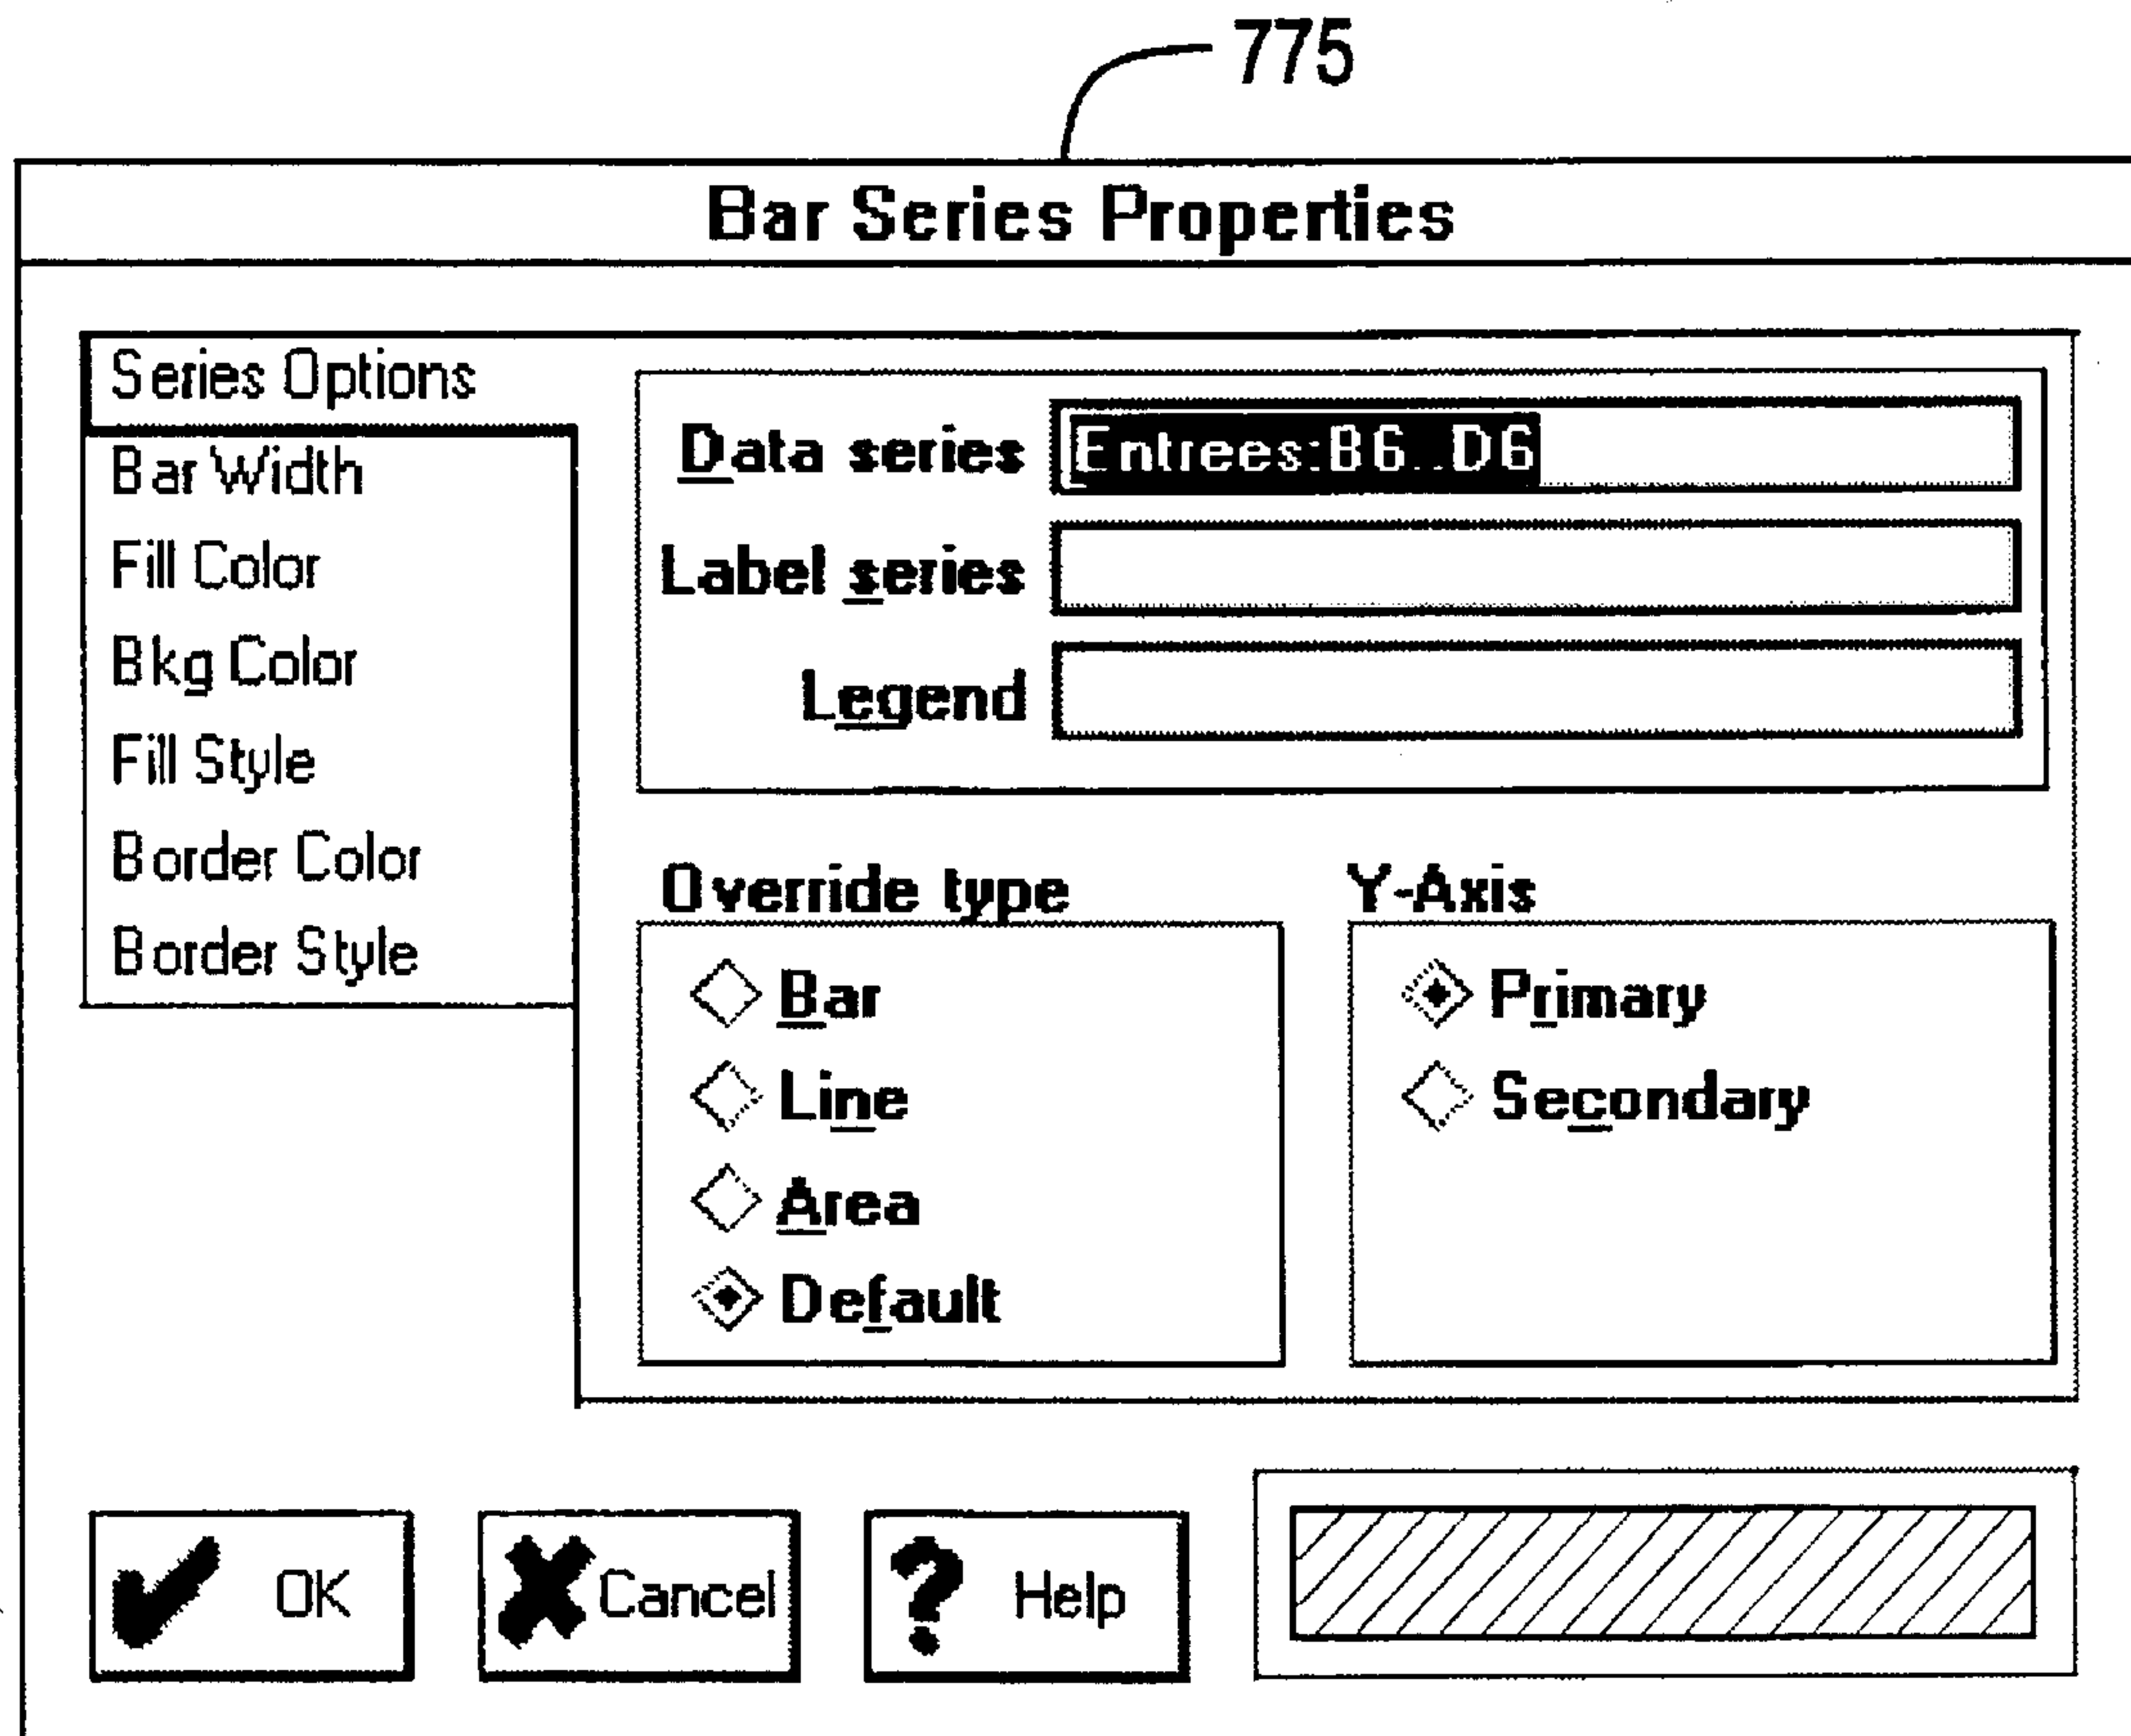 775
Bar Series Properties
Series Options
Bar Width
Fill Color
Bkg Color
Fill Style
Border Color
Border Style
Data series
Entrees:B6..D6
Label series
Legend
Override type
Bar
Line
Area
Default
Y-Axis
Primary
Secondary
OK
Cancel
Help